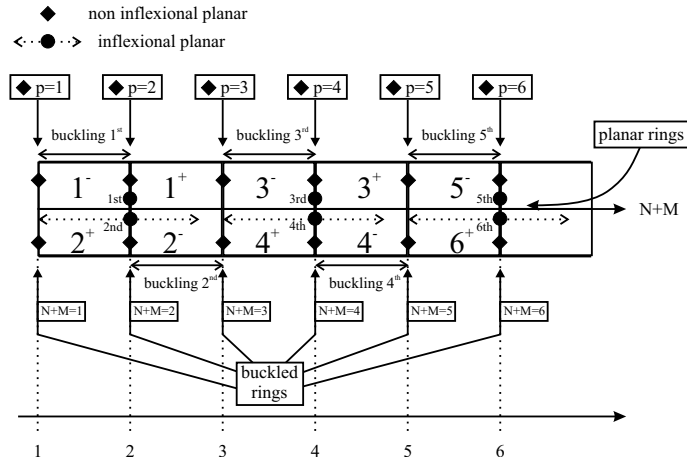 non inflexional planar
inflexional planar
p=1 p=2 p=3 p=4 p=5 p=6
buckling 1st buckling 3rd buckling 5th
planar rings
1- 1+ 3- 3+ 5-
1st 3rd 5th
N+M
2nd 4th 6th
2+ 2- 4+ 4- 6+
buckling 2nd buckling 4th
N+M=1 N+M=2 N+M=3 N+M=4 N+M=5 N+M=6
buckled
rings
1 2 3 4 5 6